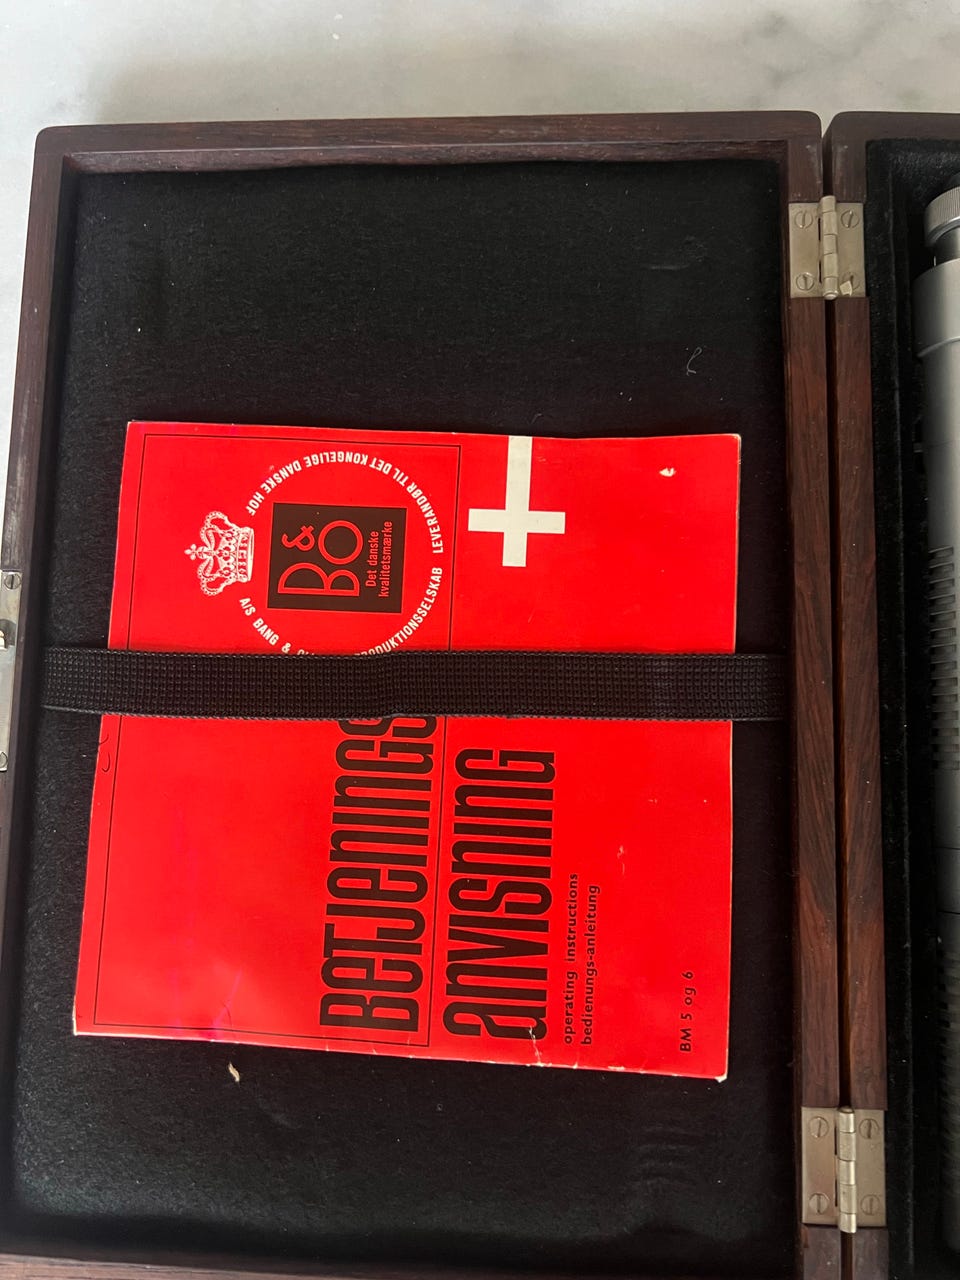 A/S BANG &
LEVERANDØR TIL DET KONGELIGE DANSKE HOF
B&O
Det danske
kvalitetsmærke
Betjenings
anvisning
operating instructions
bedienungs-anleitung
BM 5 og 6